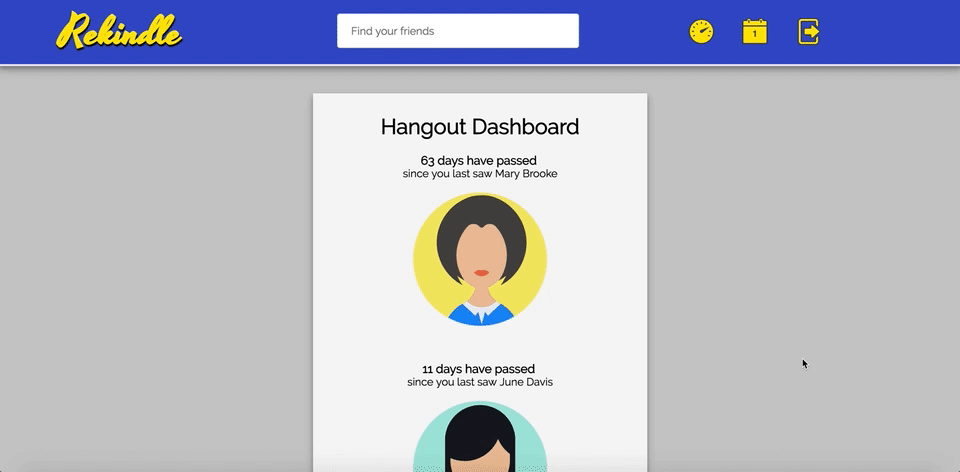 Rekindle
Find your friends
1
Hangout Dashboard
63 days have passed
since you last saw Mary Brooke
11 days have passed
since you last saw June Davis